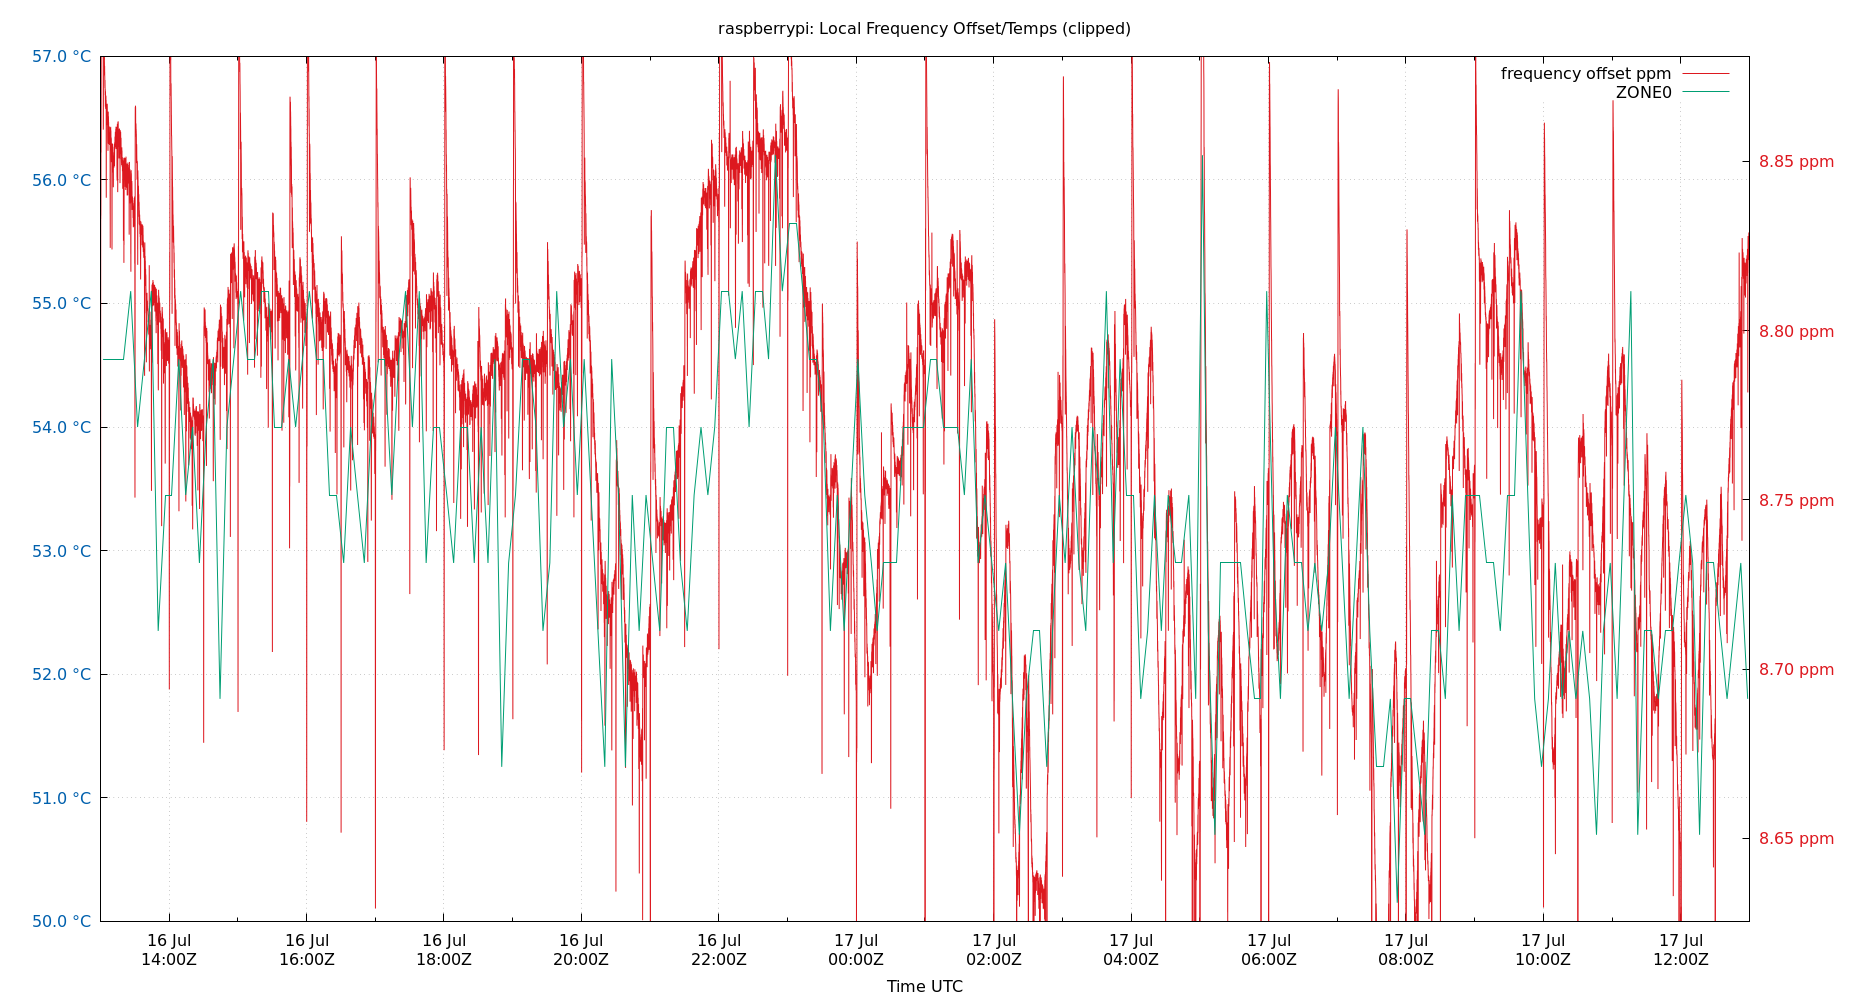 raspberrypi: Local Frequency Offset/Temps (clipped)
57.0 °C
56.0 °C
55.0 °C
54.0 °C
53.0 °C
52.0 °C
51.0 °C
50.0 °C
frequency offset ppm
ZONE0
8.85 ppm
8.80 ppm
8.75 ppm
8.70 ppm
8.65 ppm
16 Jul
14:00Z
16 Jul
16:00Z
16 Jul
18:00Z
16 Jul
20:00Z
16 Jul
22:00Z
17 Jul
00:00Z
17 Jul
02:00Z
17 Jul
04:00Z
17 Jul
06:00Z
17 Jul
08:00Z
17 Jul
10:00Z
17 Jul
12:00Z
Time UTC